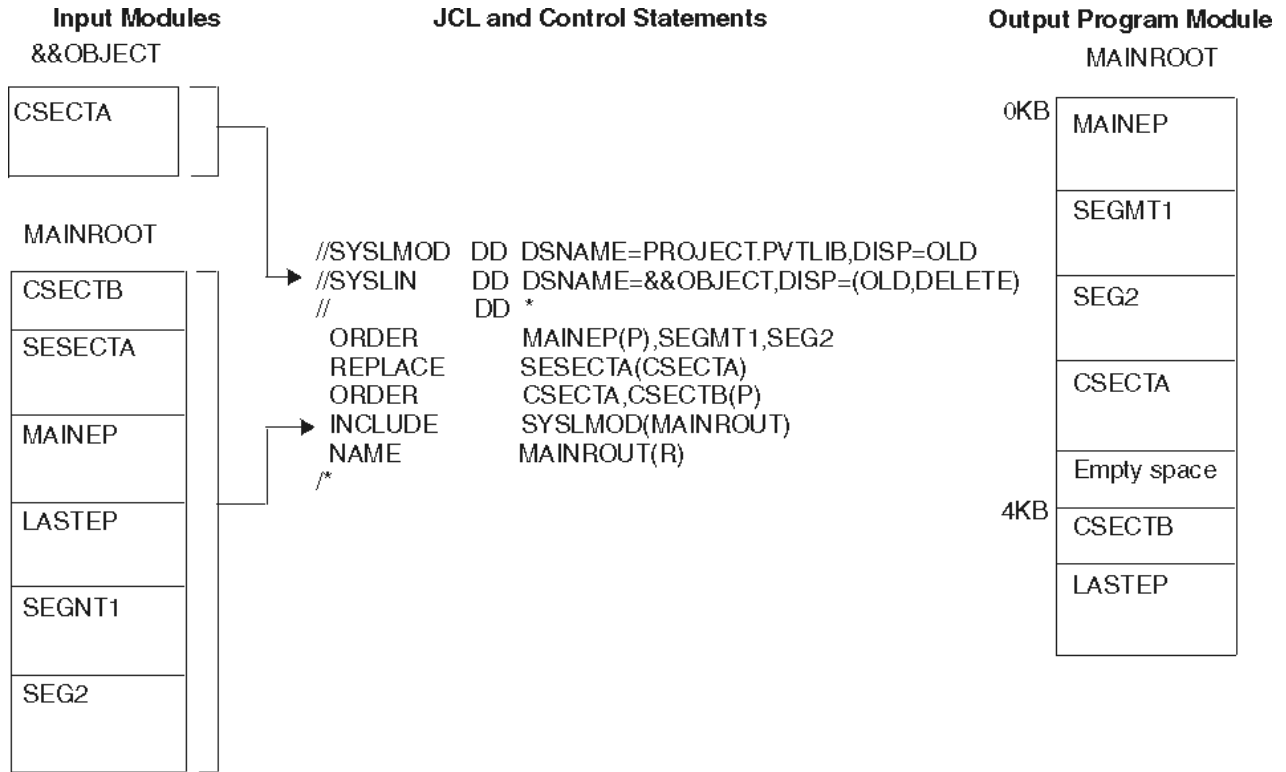 Input Modules
&&OBJECT
CSECTA
MAINROOT
CSECTB
SESECTA
MAINEP
LASTEP
SEGNT1
SEG2
JCL and Control Statements
//SYSLMOD DD DSNAME=PROJECT.PVTLIB,DISP=OLD
//SYSLIN DD DSNAME=&&OBJECT,DISP=(OLD,DELETE)
// DD *
ORDER MAINEP(P),SEGMT1,SEG2
REPLACE SESECTA(CSECTA)
ORDER CSECTA,CSECTB(P)
INCLUDE SYSLMOD(MAINROUT)
NAME MAINROUT(R)
/*
Output Program Module
MAINROOT
0KB
MAINEP
SEGMT1
SEG2
CSECTA
Empty space
4KB
CSECTB
LASTEP